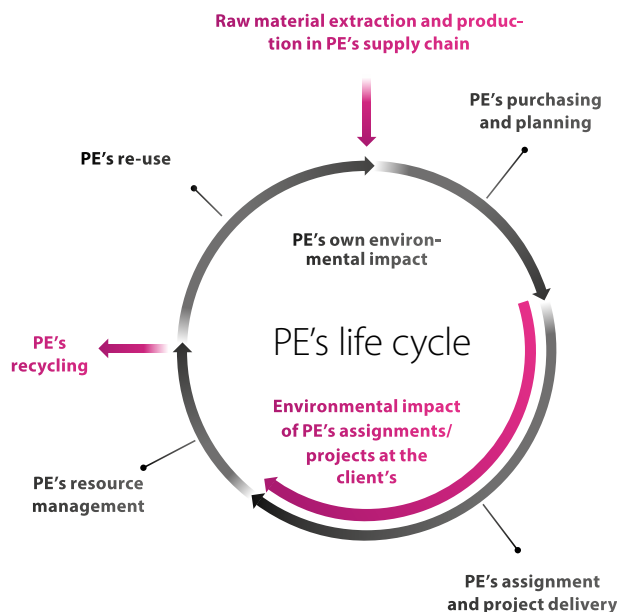 Raw material extraction and produc-
tion in PE’s supply chain
PE’s purchasing
and planning
PE’s re-use
PE’s own environ-
mental impact
PE’s life cycle
PE’s
recycling
Environmental impact
of PE’s assignments/
projects at the
client’s
PE’s resource
management
PE’s assignment
and project delivery